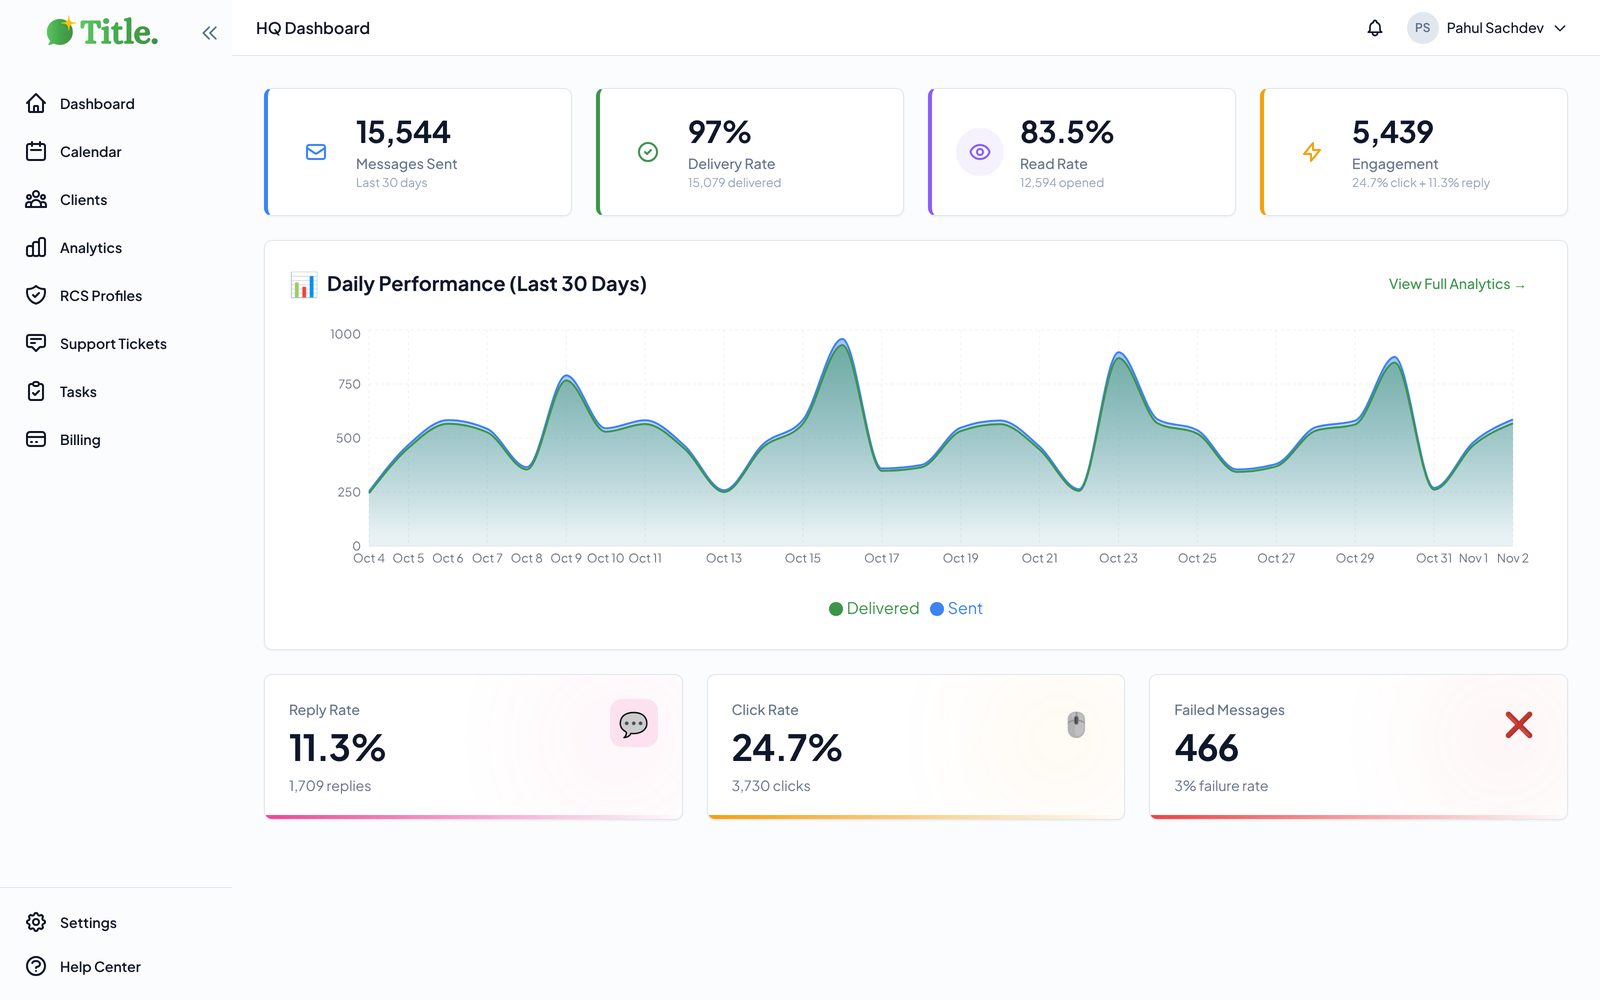 Title.
HQ Dashboard
PS
Pahul Sachdev
Dashboard
Calendar
Clients
Analytics
RCS Profiles
Support Tickets
Tasks
Billing
Settings
Help Center
15,544
Messages Sent
Last 30 days
97%
Delivery Rate
15,079 delivered
83.5%
Read Rate
12,594 opened
5,439
Engagement
24.7% click + 11.3% reply
Daily Performance (Last 30 Days)
View Full Analytics →
1000
750
500
250
0
Oct 4 Oct 5 Oct 6 Oct 7 Oct 8 Oct 9 Oct 10 Oct 11 Oct 13 Oct 15 Oct 17 Oct 19 Oct 21 Oct 23 Oct 25 Oct 27 Oct 29 Oct 31 Nov 1 Nov 2
Delivered Sent
Reply Rate
11.3%
1,709 replies
Click Rate
24.7%
3,730 clicks
Failed Messages
466
3% failure rate